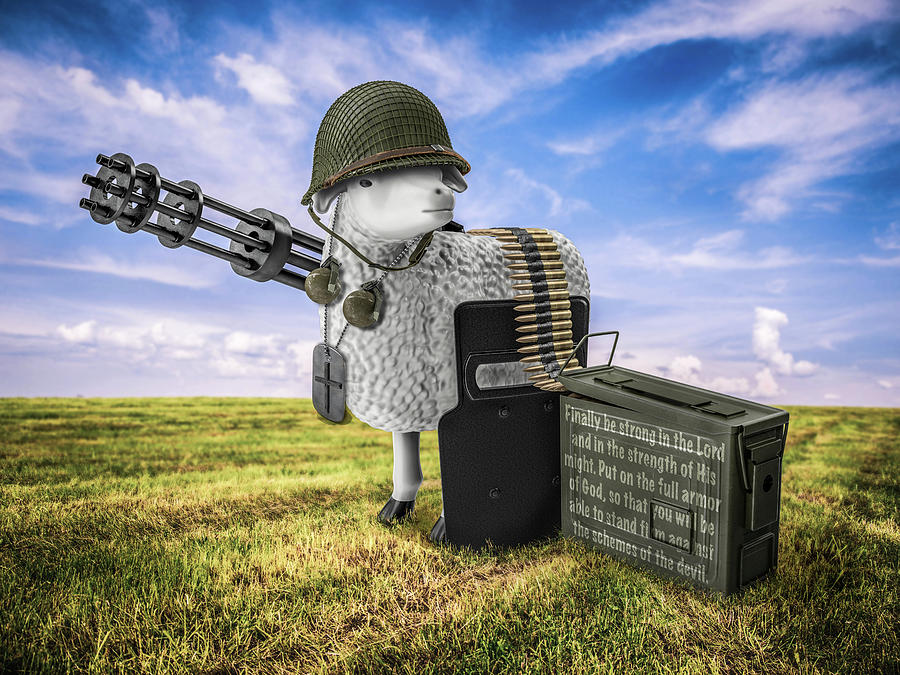 Finally be strong in the Lord
and in the strength of His
might. Put on the full armor
of God, so that you will be
able to stand firm against
the schemes of the devil.